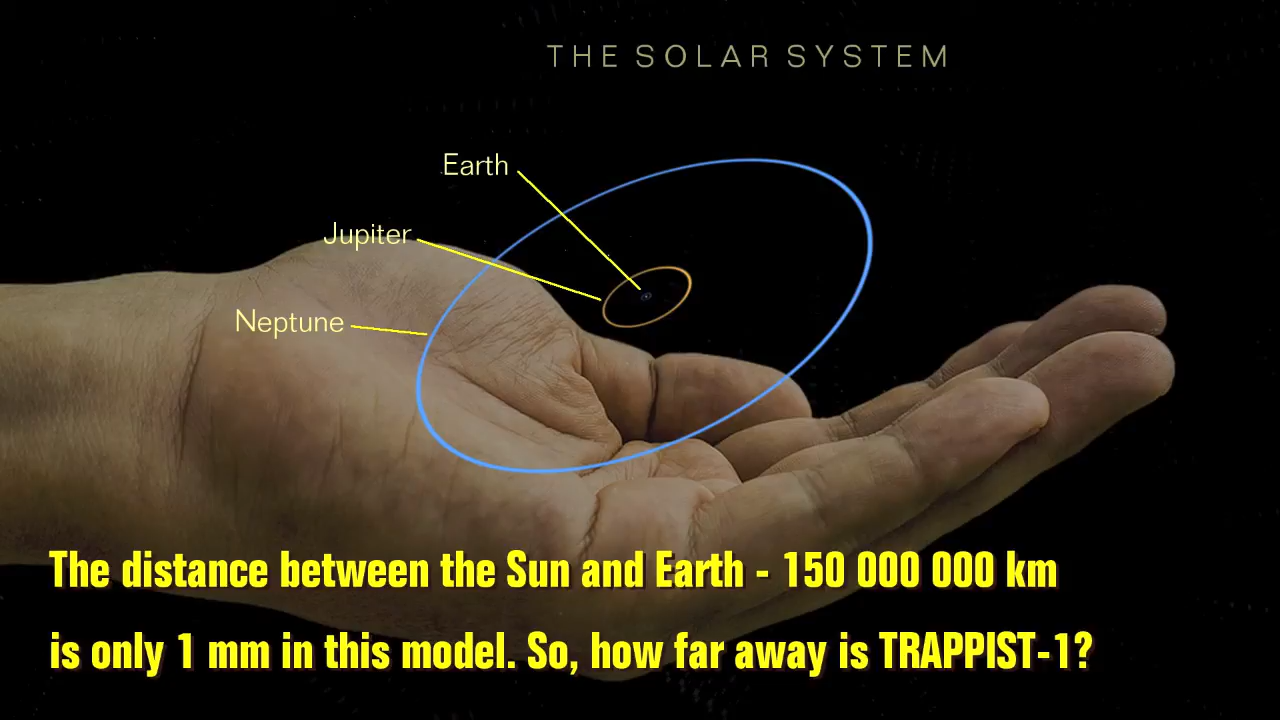 THE SOLAR SYSTEM
Earth
Jupiter
Neptune
The distance between the Sun and Earth - 150 000 000 km
is only 1 mm in this model. So, how far away is TRAPPIST-1?